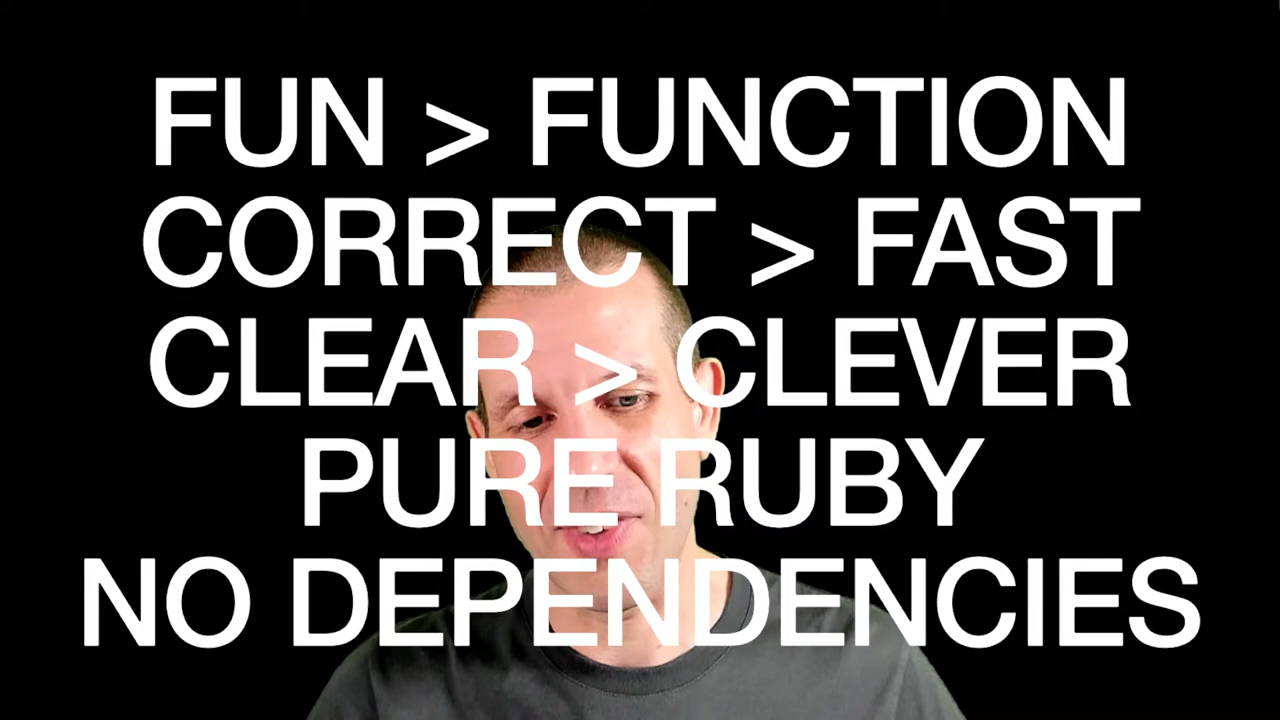 FUN > FUNCTION
CORRECT > FAST
CLEAR > CLEVER
PURE RUBY
NO DEPENDENCIES